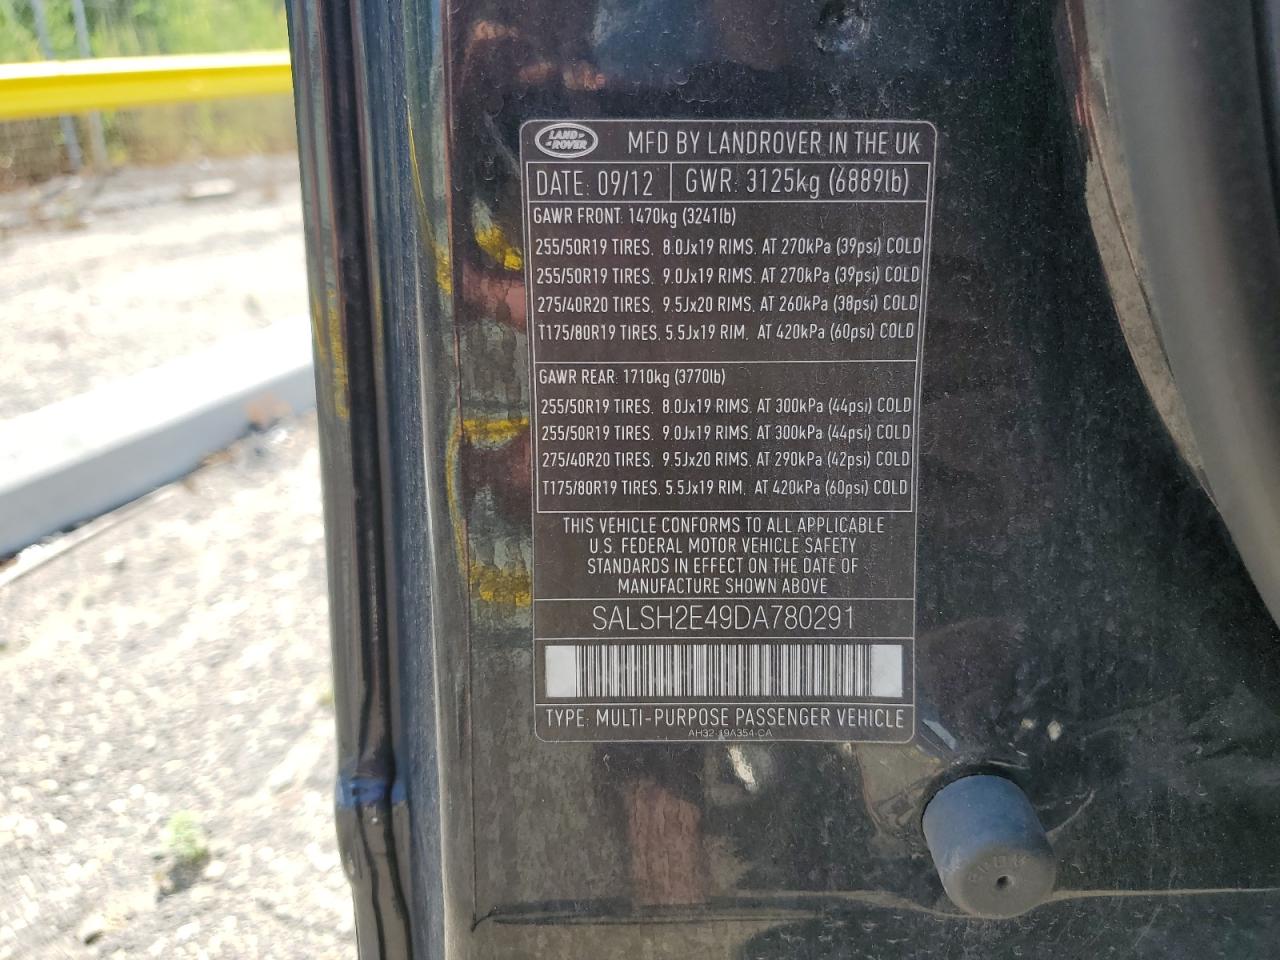 LAND ROVER
MFD BY LANDROVER IN THE UK
DATE: 09/12 GWR: 3125kg (6889lb)
GAWR FRONT: 1470kg (3241lb)
255/50R19 TIRES, 8.0Jx19 RIMS, AT 270kPa (39psi) COLD
255/50R19 TIRES, 9.0Jx19 RIMS, AT 270kPa (39psi) COLD
275/40R20 TIRES, 9.5Jx20 RIMS, AT 260kPa (38psi) COLD
T175/80R19 TIRES, 5.5Jx19 RIM, AT 420kPa (60psi) COLD
GAWR REAR: 1710kg (3770lb)
255/50R19 TIRES, 8.0Jx19 RIMS, AT 300kPa (44psi) COLD
255/50R19 TIRES, 9.0Jx19 RIMS, AT 300kPa (44psi) COLD
275/40R20 TIRES, 9.5Jx20 RIMS, AT 290kPa (42psi) COLD
T175/80R19 TIRES, 5.5Jx19 RIM, AT 420kPa (60psi) COLD
THIS VEHICLE CONFORMS TO ALL APPLICABLE
U.S. FEDERAL MOTOR VEHICLE SAFETY
STANDARDS IN EFFECT ON THE DATE OF
MANUFACTURE SHOWN ABOVE
SALSH2E49DA780291
TYPE: MULTI-PURPOSE PASSENGER VEHICLE
AH32-19A354-CA